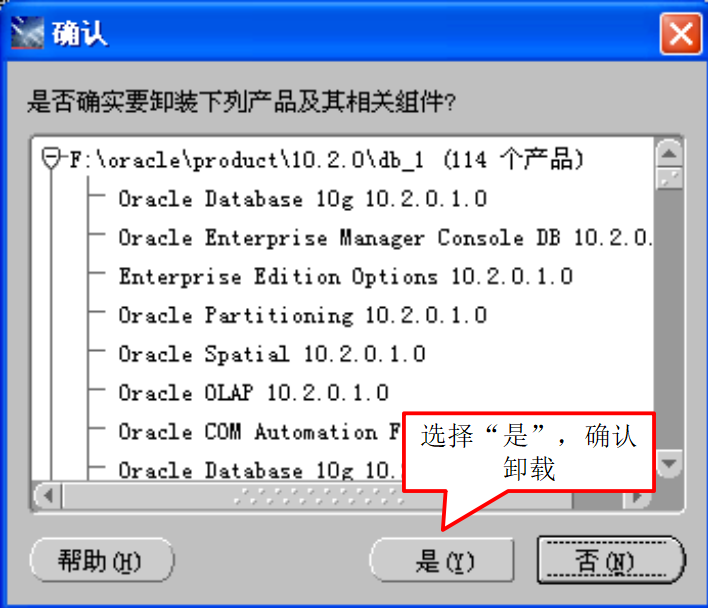 确认
是否确实要卸装下列产品及其相关组件?
F:\oracle\product\10.2.0\db_1 (114 个产品)
Oracle Database 10g 10.2.0.1.0
Oracle Enterprise Manager Console DB 10.2.0.
Enterprise Edition Options 10.2.0.1.0
Oracle Partitioning 10.2.0.1.0
Oracle Spatial 10.2.0.1.0
Oracle OLAP 10.2.0.1.0
Oracle COM Automation F
Oracle Database 10g 10.
选择“是”，确认
卸载
帮助(H)
是(Y)
否(N)